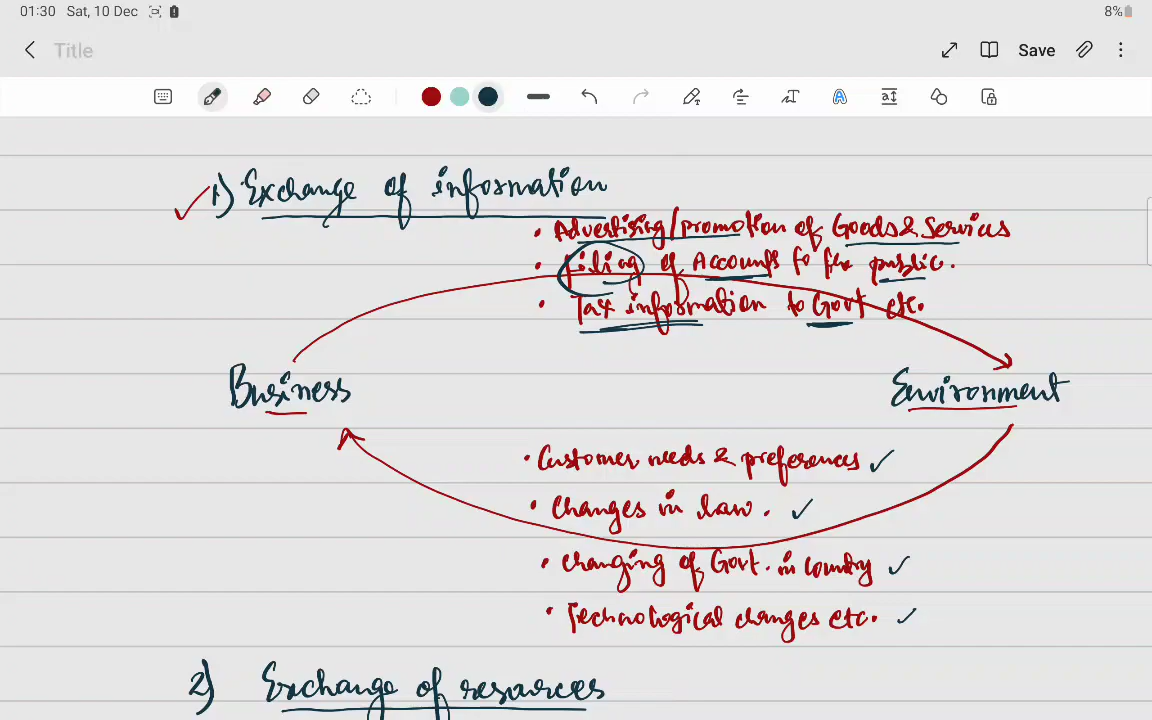 01:30 Sat, 10 Dec 8%
Title Save
1) Exchange of information
• Advertising/promotion of Goods & Services
• Filing of Accounts to the public.
• Tax information to Govt etc.
Business Environment
• Customer needs & preferences ✓
• Changes in law. ✓
• Changing of Govt. in country ✓
• Technological changes etc. ✓
2) Exchange of resources